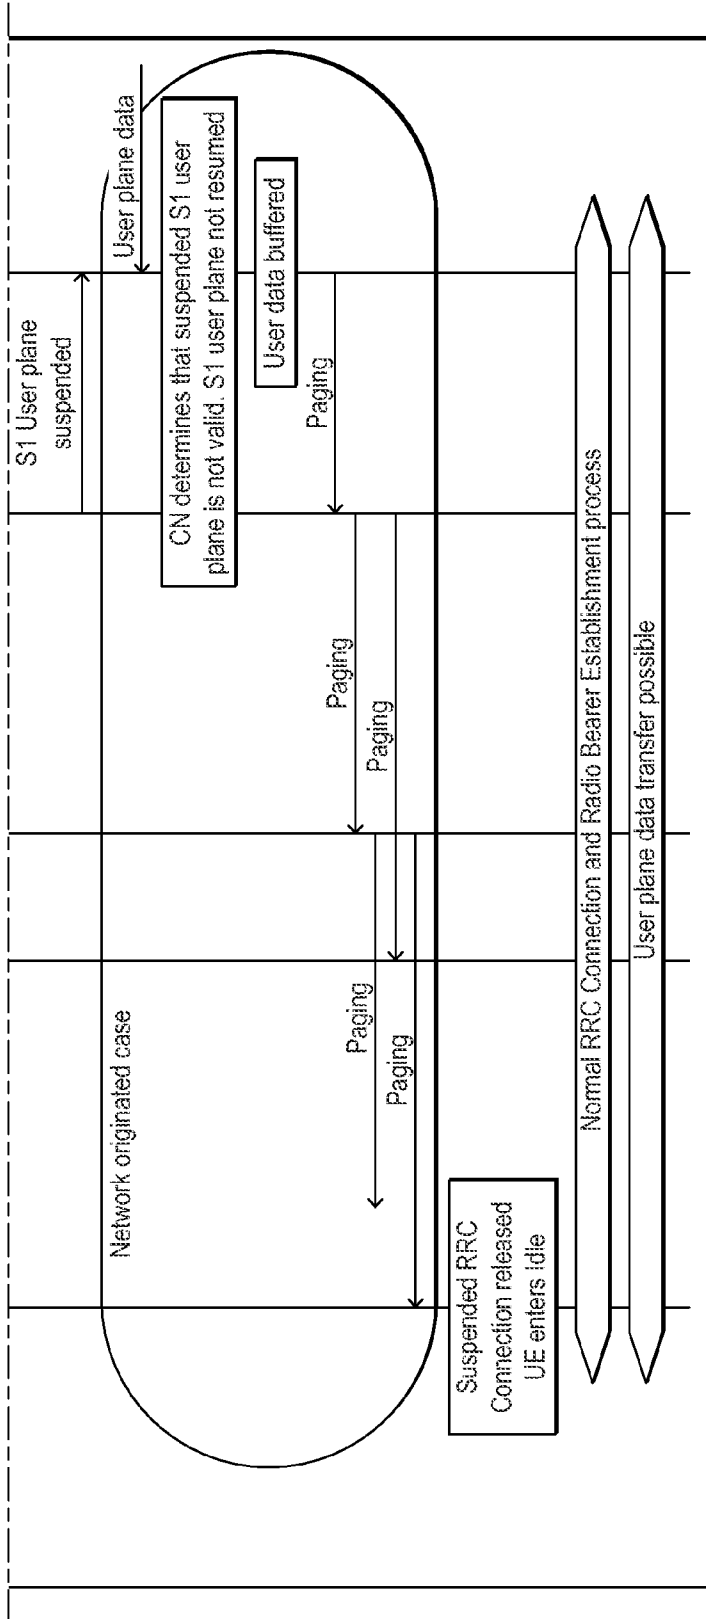 S1 User plane
suspended
User plane data
Network originated case
CN determines that suspended S1 user
plane is not valid. S1 user plane not resumed
User data buffered
Paging
Paging
Paging
Paging
Paging
Suspended RRC
Connection released
UE enters Idle
Normal RRC Connection and Radio Bearer Establishment process
User plane data transfer possible